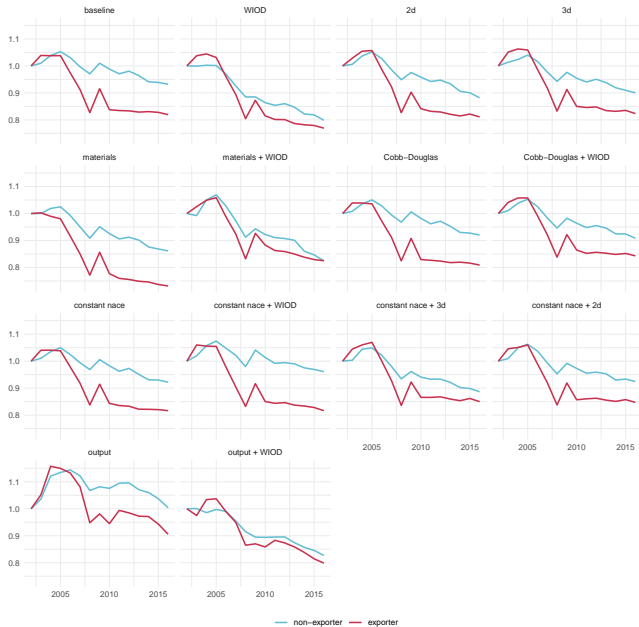 baseline WIOD 2d 3d
1.1
1.0
0.9
0.8
materials materials + WIOD Cobb−Douglas Cobb−Douglas + WIOD
1.1
1.0
0.9
0.8
constant nace constant nace + WIOD constant nace + 3d constant nace + 2d
1.1
1.0
0.9
0.8
2005 2010 2015 2005 2010 2015
output output + WIOD
1.1
1.0
0.9
0.8
2005 2010 2015 2005 2010 2015
non−exporter exporter